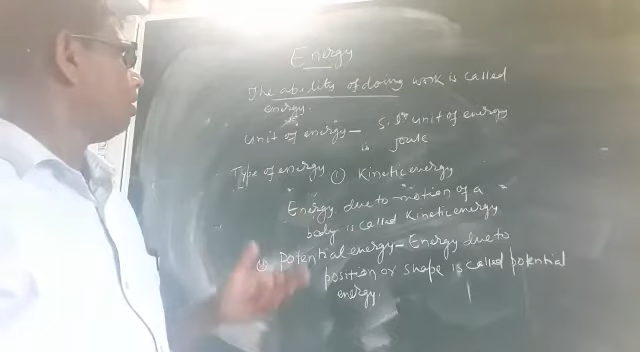 Energy
The ability of doing work is called
energy.
unit of energy - S.I unit of energy
is joule
Type of energy ①. Kinetic energy
Energy due to motion of a
body is called Kinetic energy
②. Potential energy - Energy due to
position or shape is called potential
energy.